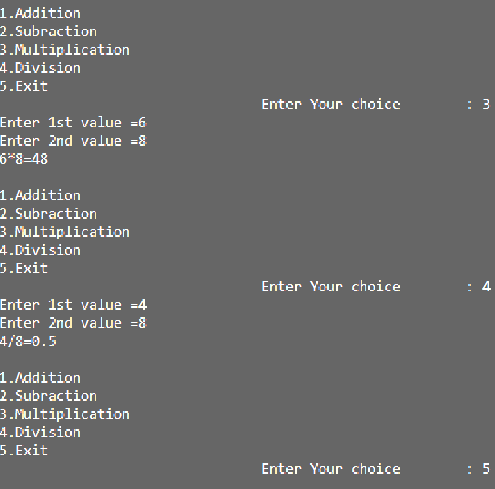 1.Addition
2.Subraction
3.Multiplication
4.Division
5.Exit
Enter Your choice : 3
Enter 1st value =6
Enter 2nd value =8
6*8=48
1.Addition
2.Subraction
3.Multiplication
4.Division
5.Exit
Enter Your choice : 4
Enter 1st value =4
Enter 2nd value =8
4/8=0.5
1.Addition
2.Subraction
3.Multiplication
4.Division
5.Exit
Enter Your choice : 5